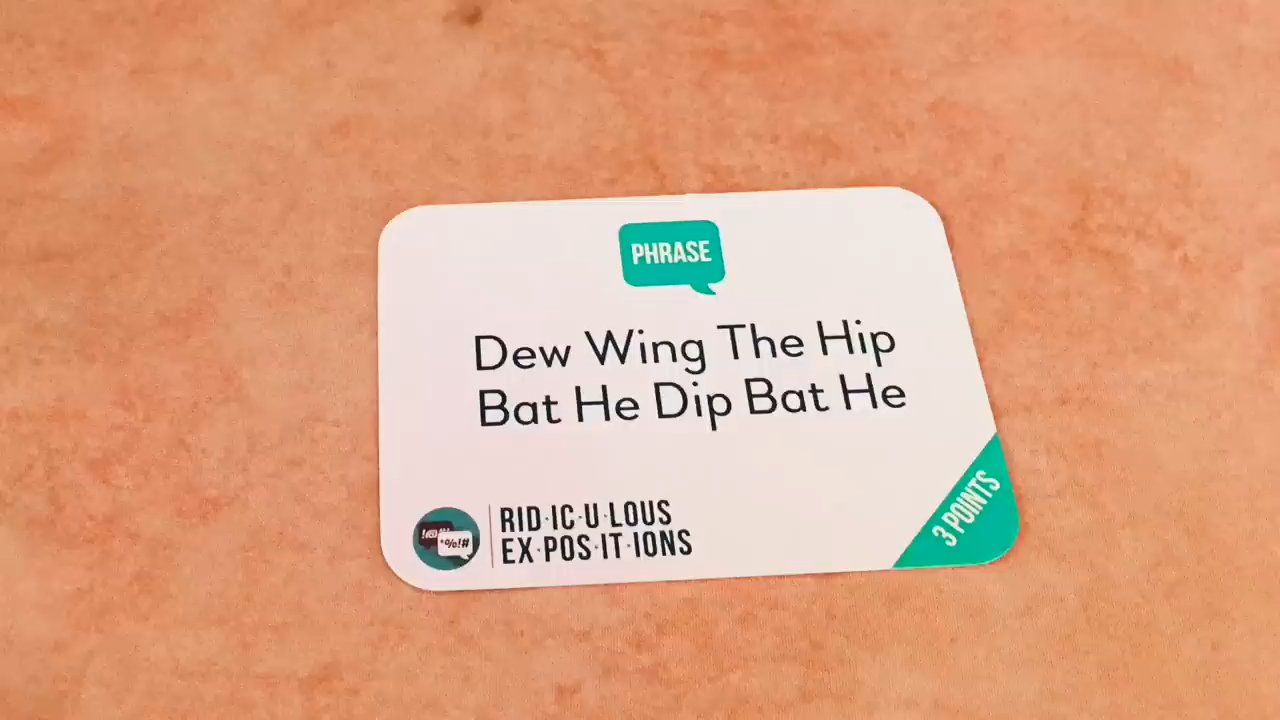 PHRASE
Dew Wing The Hip
Bat He Dip Bat He
!@#
*%!#
RID·IC·U·LOUS
EX·POS·IT·IONS
3 POINTS